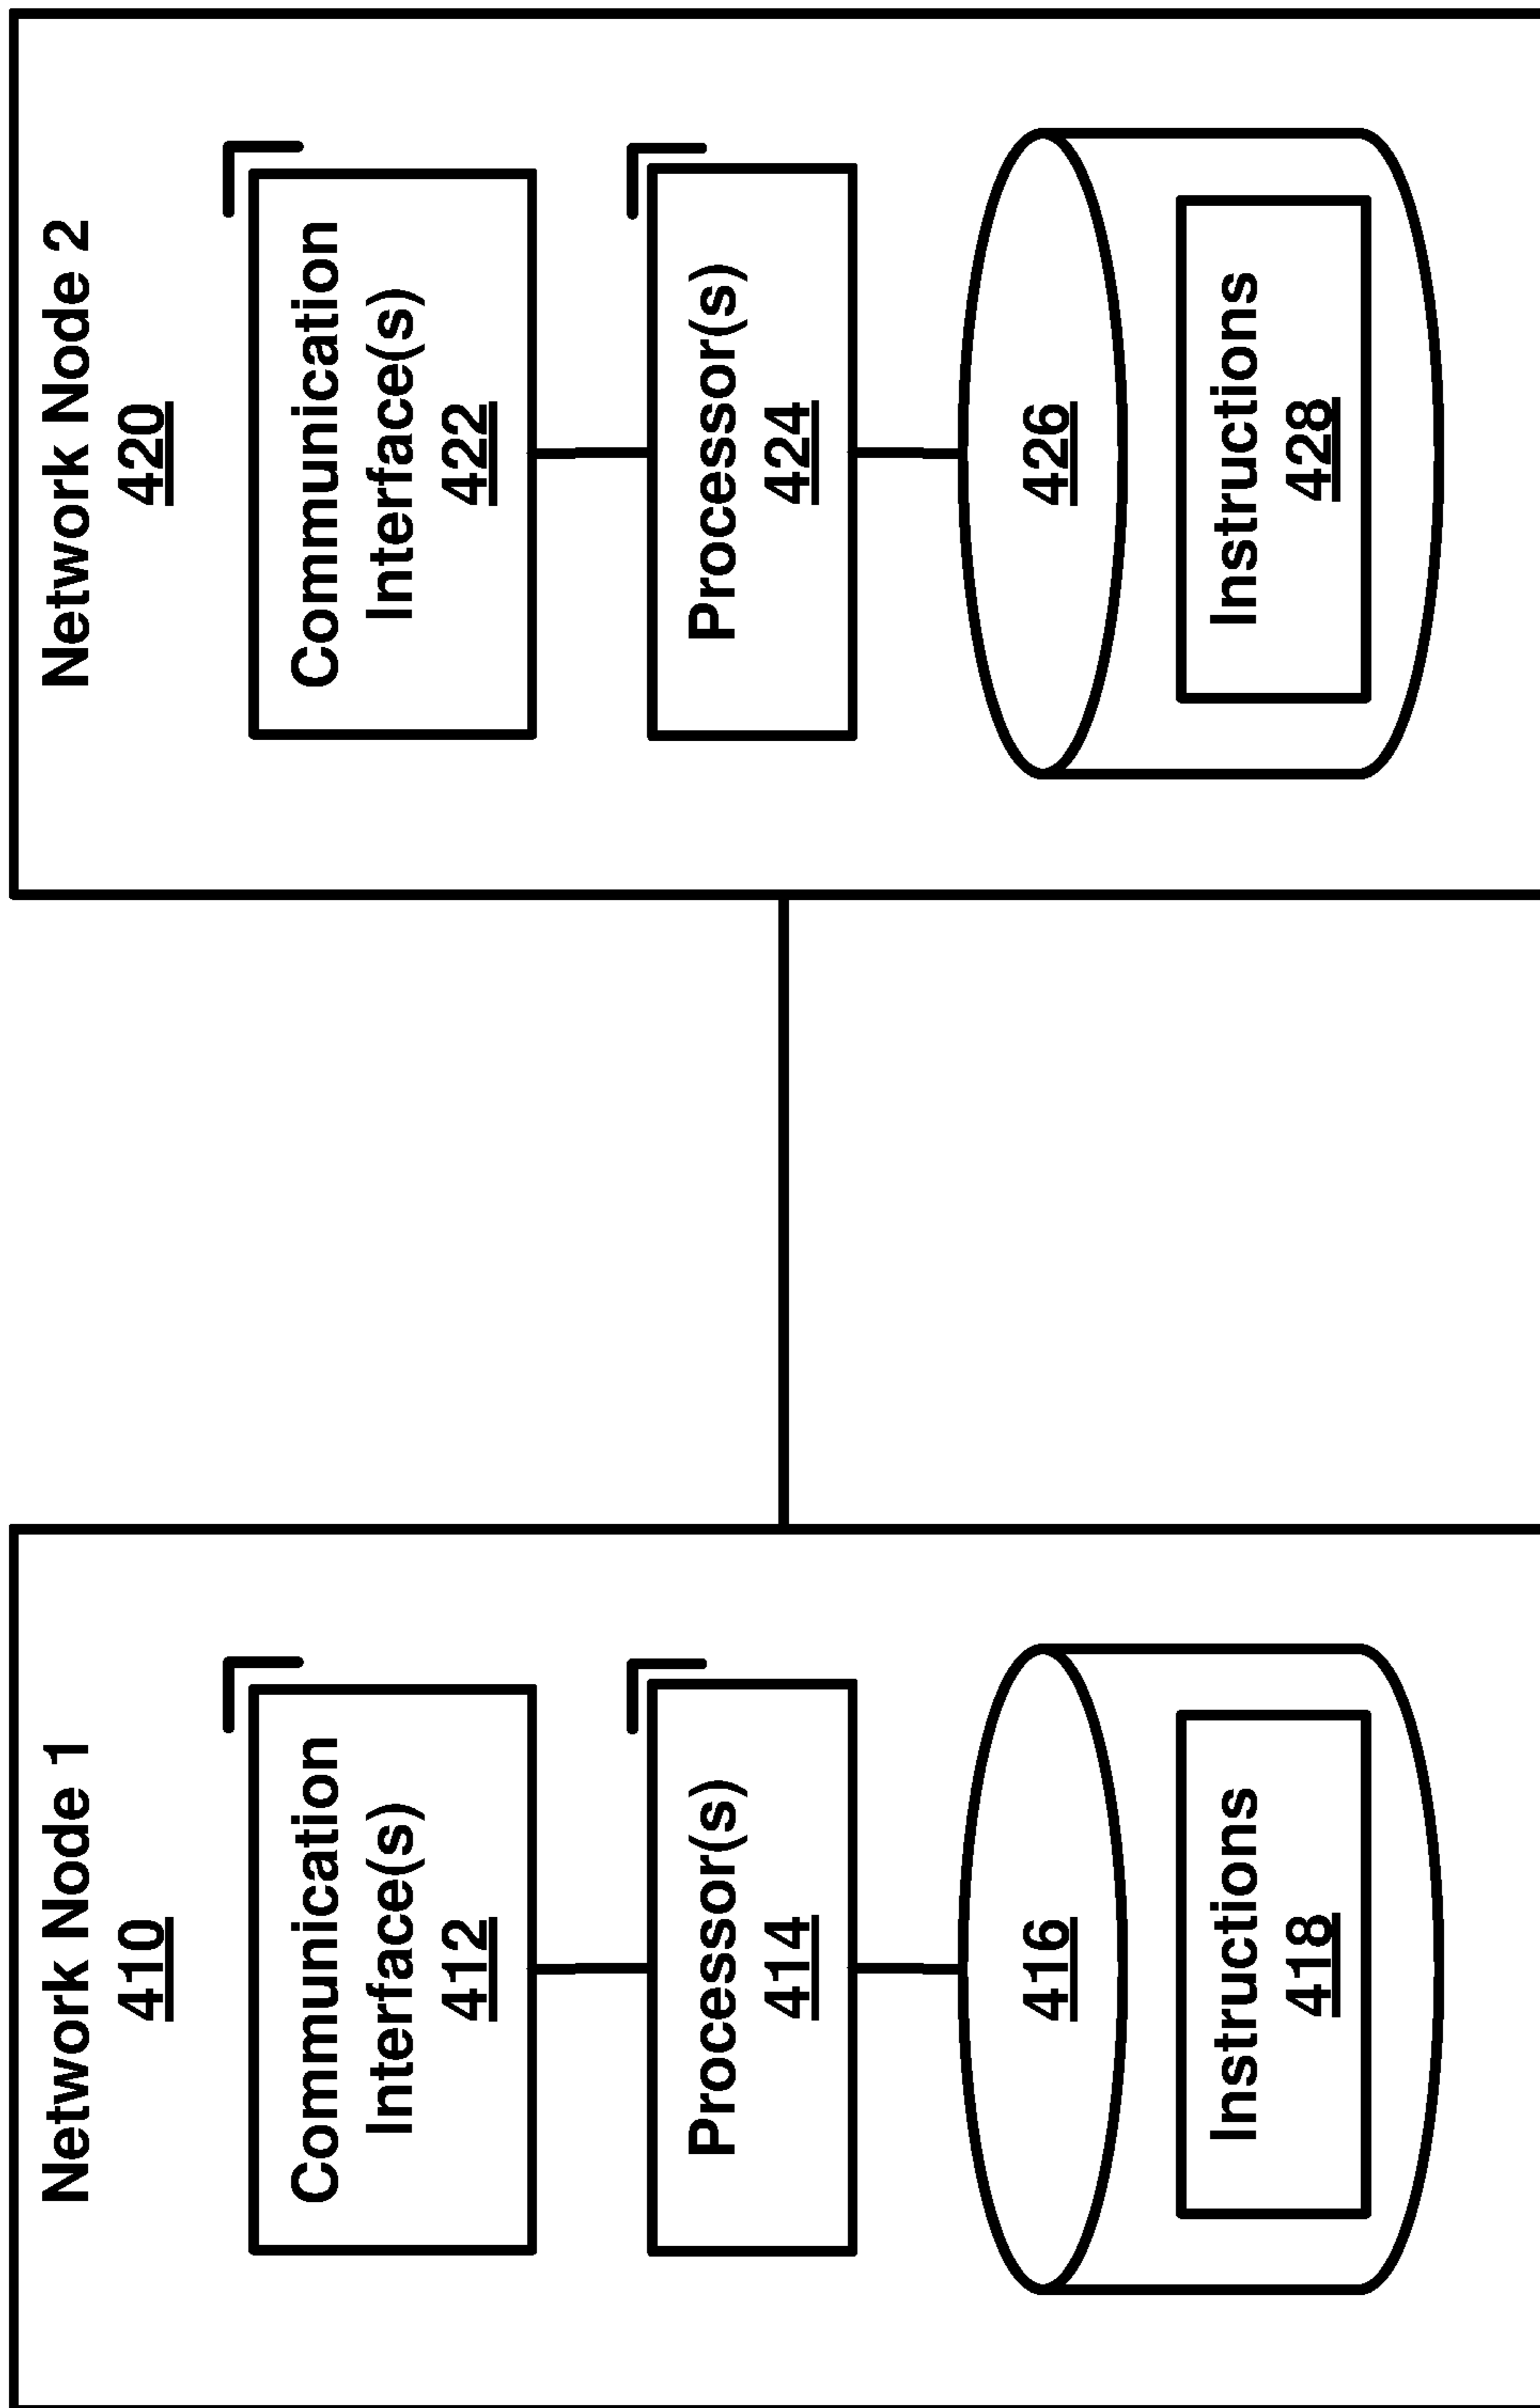 Network Node 1
410
Communication
Interface(s)
412
Processor(s)
414
416
Instructions
418
Network Node 2
420
Communication
Interface(s)
422
Processor(s)
424
426
Instructions
428